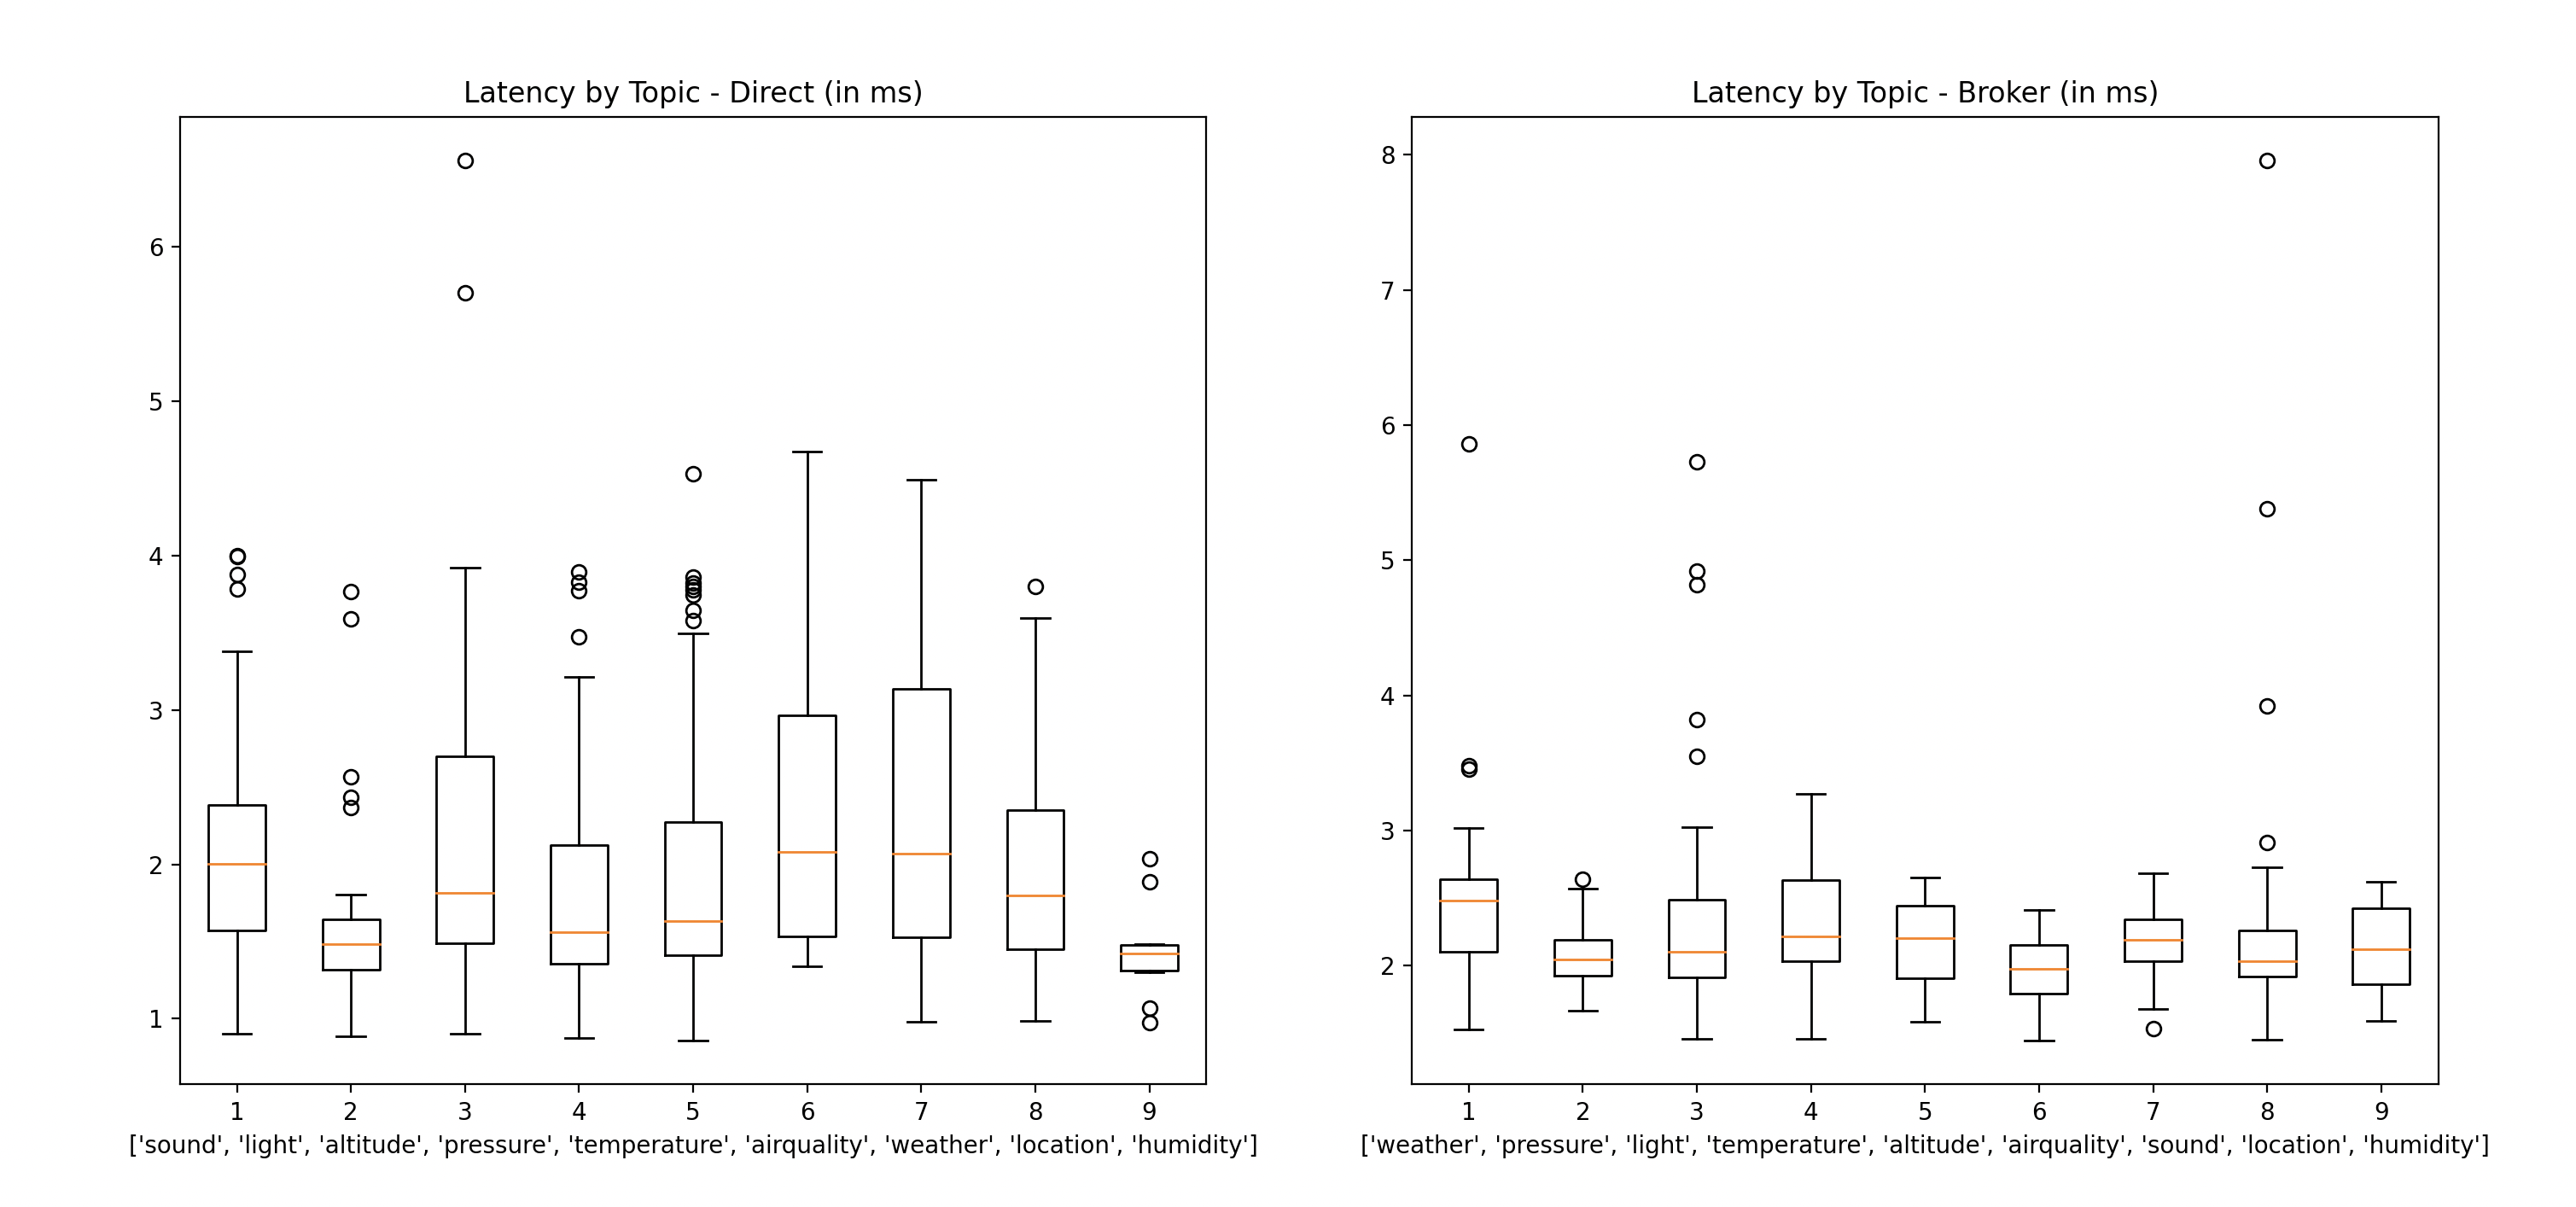 Latency by Topic - Direct (in ms)
6
5
4
3
2
1
1 2 3 4 5 6 7 8 9
['sound', 'light', 'altitude', 'pressure', 'temperature', 'airquality', 'weather', 'location', 'humidity']
Latency by Topic - Broker (in ms)
8
7
6
5
4
3
2
1 2 3 4 5 6 7 8 9
['weather', 'pressure', 'light', 'temperature', 'altitude', 'airquality', 'sound', 'location', 'humidity']